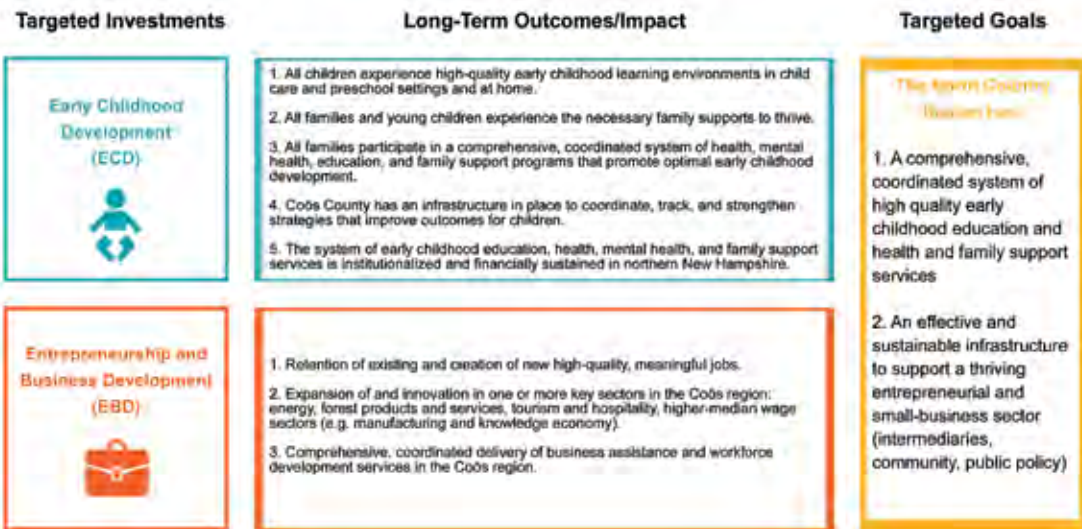 Targeted Investments
Long-Term Outcomes/Impact
Targeted Goals
Early Childhood
Development
(ECD)
1. All children experience high-quality early childhood learning environments in child
care and preschool settings and at home.
2. All families and young children experience the necessary family supports to thrive.
3. All families participate in a comprehensive, coordinated system of health, mental
health, education, and family support programs that promote optimal early childhood
development.
4. Coös County has an infrastructure in place to coordinate, track, and strengthen
strategies that improve outcomes for children.
5. The system of early childhood education, health, mental health, and family support
services is institutionalized and financially sustained in northern New Hampshire.
Entrepreneurship and
Business Development
(EBD)
1. Retention of existing and creation of new high-quality, meaningful jobs.
2. Expansion of and innovation in one or more key sectors in the Coös region:
energy, forest products and services, tourism and hospitality, higher-median wage
sectors (e.g. manufacturing and knowledge economy).
3. Comprehensive, coordinated delivery of business assistance and workforce
development services in the Coös region.
The North Country
1. A comprehensive,
coordinated system of
high quality early
childhood education and
health and family support
services
2. An effective and
sustainable infrastructure
to support a thriving
entrepreneurial and
small-business sector
(intermediaries,
community, public policy)